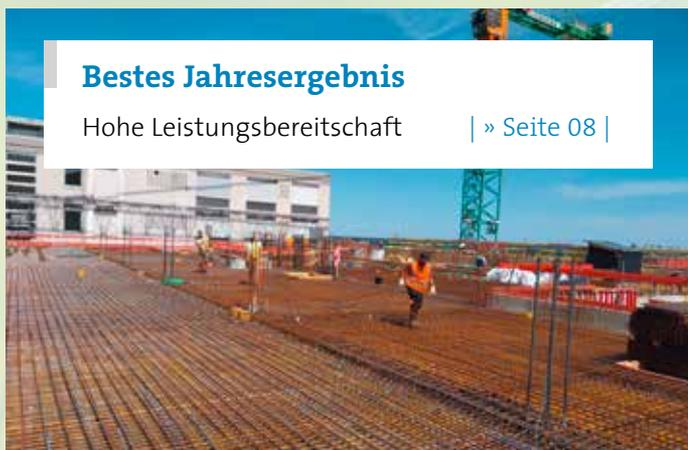 Bestes Jahresergebnis
Hohe Leistungsbereitschaft | » Seite 08 |